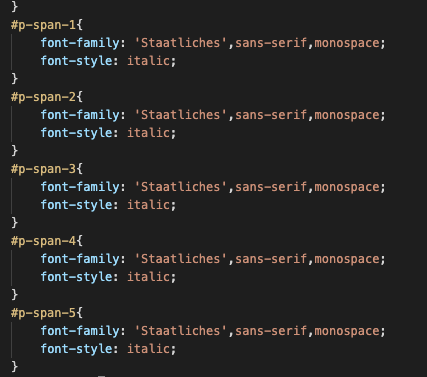 }
#p-span-1{
    font-family: 'Staatliches',sans-serif,monospace;
    font-style: italic;
}
#p-span-2{
    font-family: 'Staatliches',sans-serif,monospace;
    font-style: italic;
}
#p-span-3{
    font-family: 'Staatliches',sans-serif,monospace;
    font-style: italic;
}
#p-span-4{
    font-family: 'Staatliches',sans-serif,monospace;
    font-style: italic;
}
#p-span-5{
    font-family: 'Staatliches',sans-serif,monospace;
    font-style: italic;
}